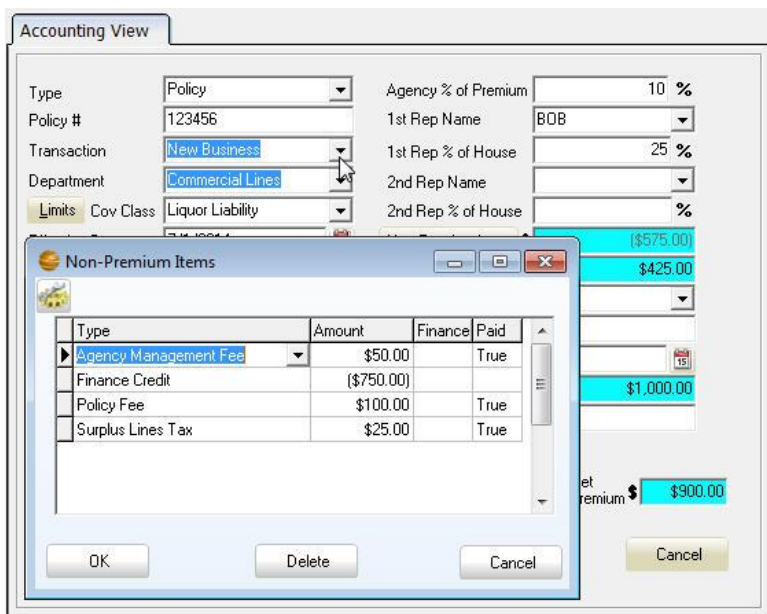 Accounting View
Type Policy Agency % of Premium 10 %
Policy # 123456 1st Rep Name BOB
Transaction New Business 1st Rep % of House 25 %
Department Commercial Lines 2nd Rep Name
Limits Cov Class Liquor Liability 2nd Rep % of House %
($575.00)
Non-Premium Items $425.00
Type Amount Finance Paid
Agency Management Fee $50.00 True
15
Finance Credit ($750.00)
$1,000.00
Policy Fee $100.00 True
Surplus Lines Tax $25.00 True
et
remium $ $900.00
OK Delete Cancel Cancel